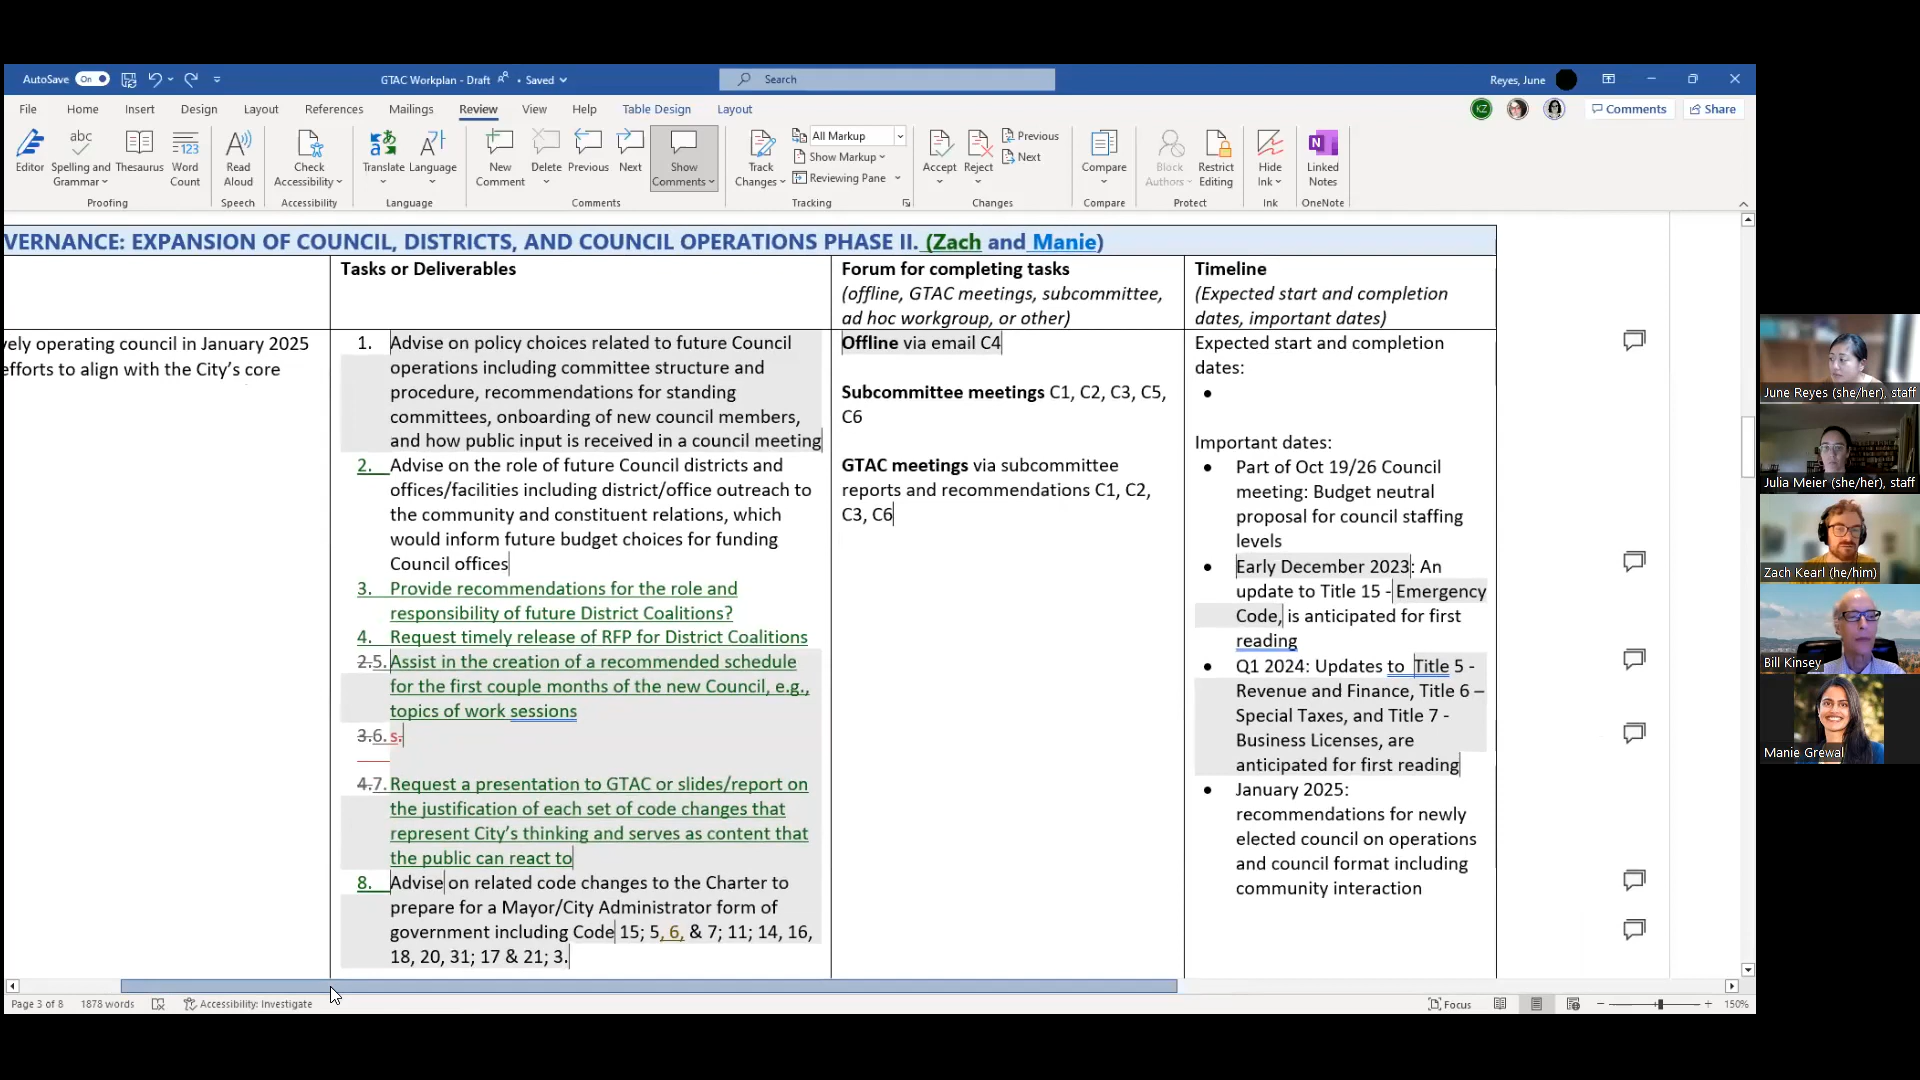 AutoSave On GTAC Workplan - Draft • Saved Search Reyes, June
File Home Insert Design Layout References Mailings Review View Help Table Design Layout KZ Comments Share
Editor
Spelling and Grammar
Thesaurus
Word Count
Read Aloud
Check Accessibility
Translate
Language
New Comment
Delete
Previous
Next
Show Comments
Track Changes
All Markup
Show Markup
Reviewing Pane
Accept
Reject
Previous
Next
Compare
Block Authors
Restrict Editing
Hide Ink
Linked Notes
Proofing Speech Accessibility Language Comments Tracking Changes Compare Protect Ink OneNote
VERNANCE: EXPANSION OF COUNCIL, DISTRICTS, AND COUNCIL OPERATIONS PHASE II. (Zach and Manie)
vely operating council in January 2025
efforts to align with the City's core
Tasks or Deliverables
1. Advise on policy choices related to future Council
operations including committee structure and
procedure, recommendations for standing
committees, onboarding of new council members,
and how public input is received in a council meeting
2. Advise on the role of future Council districts and
offices/facilities including district/office outreach to
the community and constituent relations, which
would inform future budget choices for funding
Council offices
3. Provide recommendations for the role and
responsibility of future District Coalitions?
4. Request timely release of RFP for District Coalitions
2.5. Assist in the creation of a recommended schedule
for the first couple months of the new Council, e.g.,
topics of work sessions
3.6. s.
4.7. Request a presentation to GTAC or slides/report on
the justification of each set of code changes that
represent City's thinking and serves as content that
the public can react to
8. Advise on related code changes to the Charter to
prepare for a Mayor/City Administrator form of
government including Code 15; 5, 6, & 7; 11; 14, 16,
18, 20, 31; 17 & 21; 3.
Forum for completing tasks
(offline, GTAC meetings, subcommittee,
ad hoc workgroup, or other)
Offline via email C4
Subcommittee meetings C1, C2, C3, C5,
C6
GTAC meetings via subcommittee
reports and recommendations C1, C2,
C3, C6
Timeline
(Expected start and completion
dates, important dates)
Expected start and completion
dates:
•
Important dates:
• Part of Oct 19/26 Council
meeting: Budget neutral
proposal for council staffing
levels
• Early December 2023: An
update to Title 15 - Emergency
Code, is anticipated for first
reading
• Q1 2024: Updates to Title 5 -
Revenue and Finance, Title 6 –
Special Taxes, and Title 7 -
Business Licenses, are
anticipated for first reading
• January 2025:
recommendations for newly
elected council on operations
and council format including
community interaction
June Reyes (she/her), staff
Julia Meier (she/her), staff
Zach Kearl (he/him)
Bill Kinsey
Manie Grewal
Page 3 of 8 1878 words Accessibility: Investigate Focus 150%